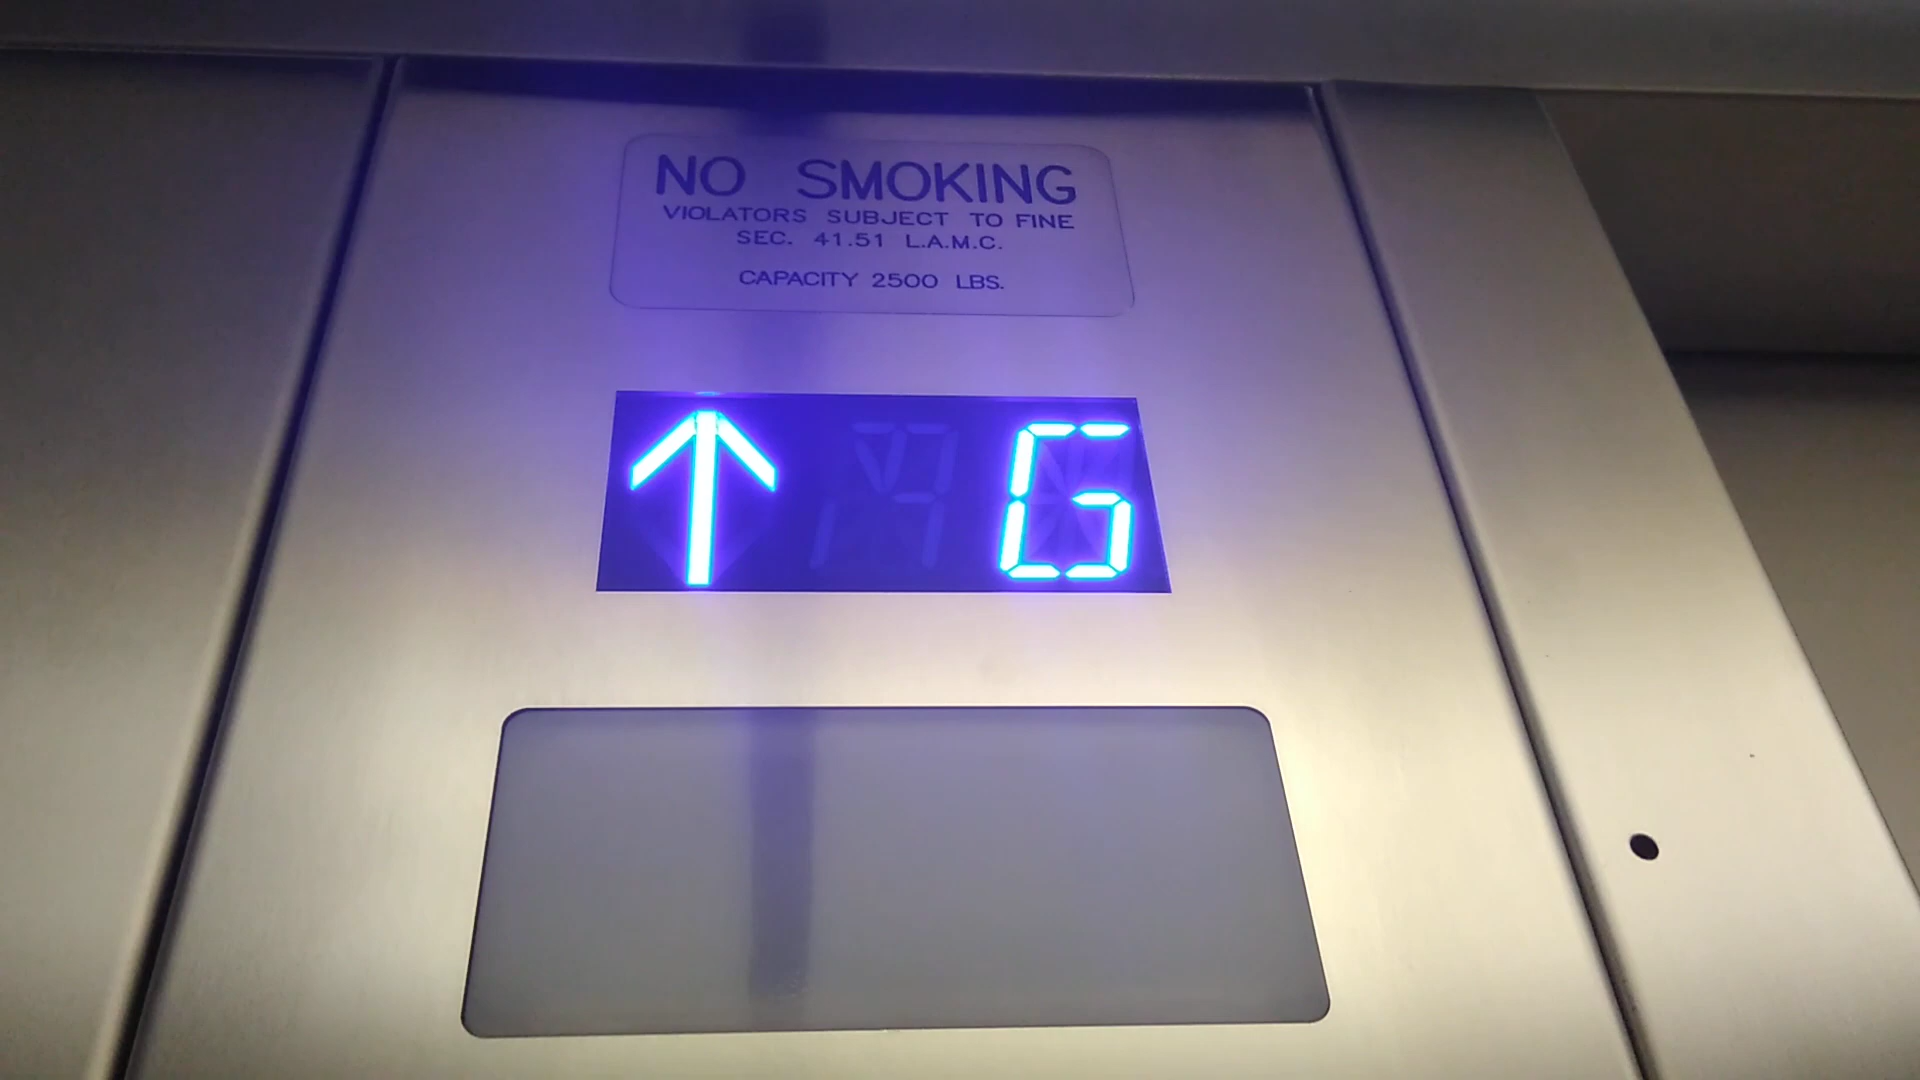 NO SMOKING
VIOLATORS SUBJECT TO FINE
SEC. 41.51 L.A.M.C.
CAPACITY 2500 LBS.
↑ G